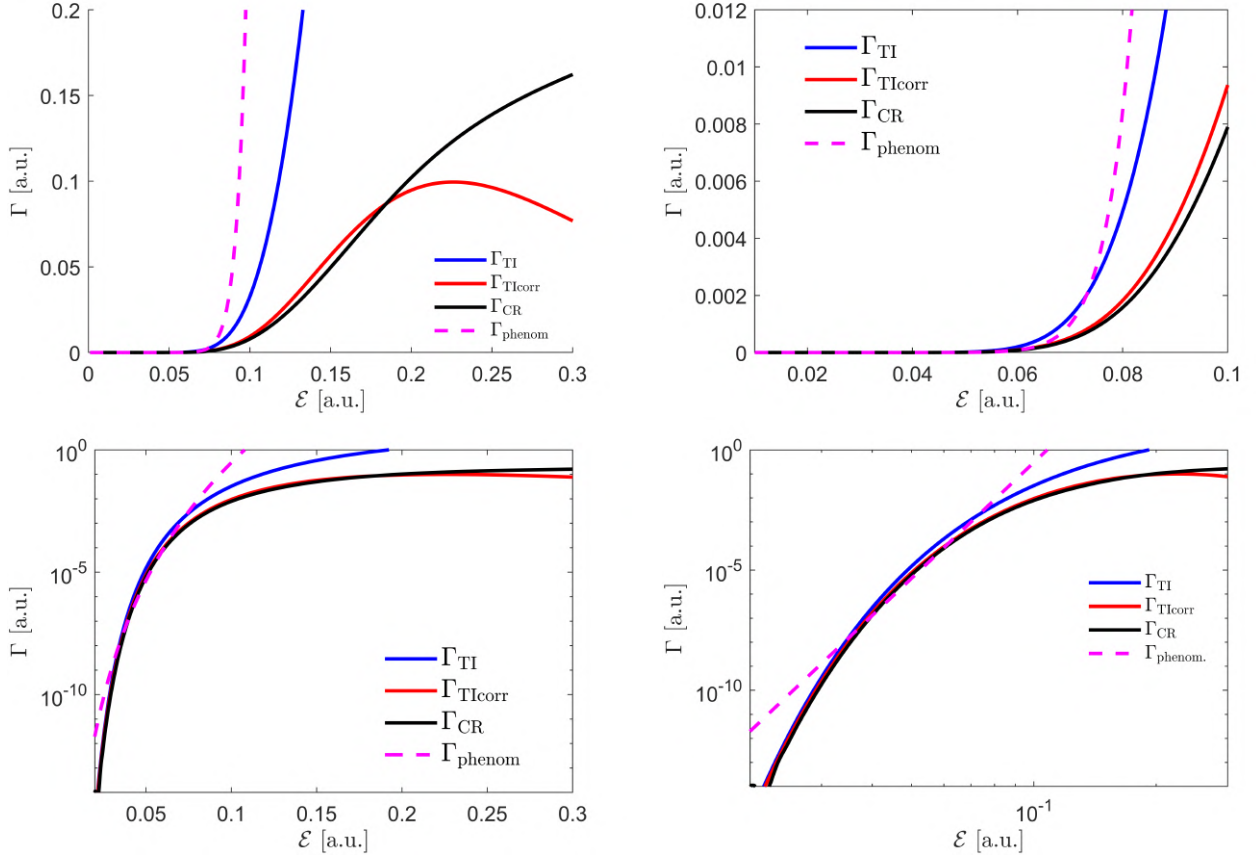 0.2
0.15
0.1
0.05
0
Γ [a.u.]
Γ_TI
Γ_TIcorr
Γ_CR
Γ_phenom
0 0.05 0.1 0.15 0.2 0.25 0.3
ℰ [a.u.]
0.012
0.01
0.008
0.006
0.004
0.002
0
Γ [a.u.]
Γ_TI
Γ_TIcorr
Γ_CR
Γ_phenom
0.02 0.04 0.06 0.08 0.1
ℰ [a.u.]
10^0
10^-5
10^-10
Γ [a.u.]
Γ_TI
Γ_TIcorr
Γ_CR
Γ_phenom
0.05 0.1 0.15 0.2 0.25 0.3
ℰ [a.u.]
10^0
10^-5
10^-10
Γ [a.u.]
Γ_TI
Γ_TIcorr
Γ_CR
Γ_phenom.
10^-1
ℰ [a.u.]